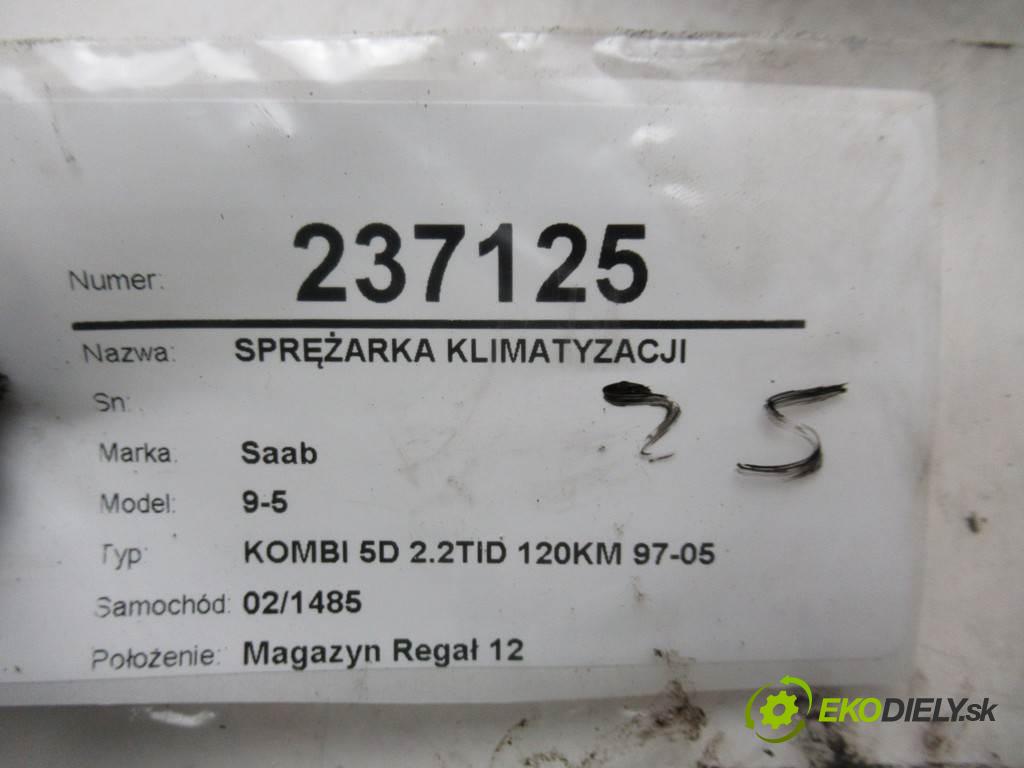 Numer: 237125
Nazwa: SPRĘŻARKA KLIMATYZACJI
Sn:
Marka: Saab
Model: 9-5
Typ: KOMBI 5D 2.2TID 120KM 97-05
Samochód: 02/1485
Położenie: Magazyn Regał 12
EKODIELY.sk